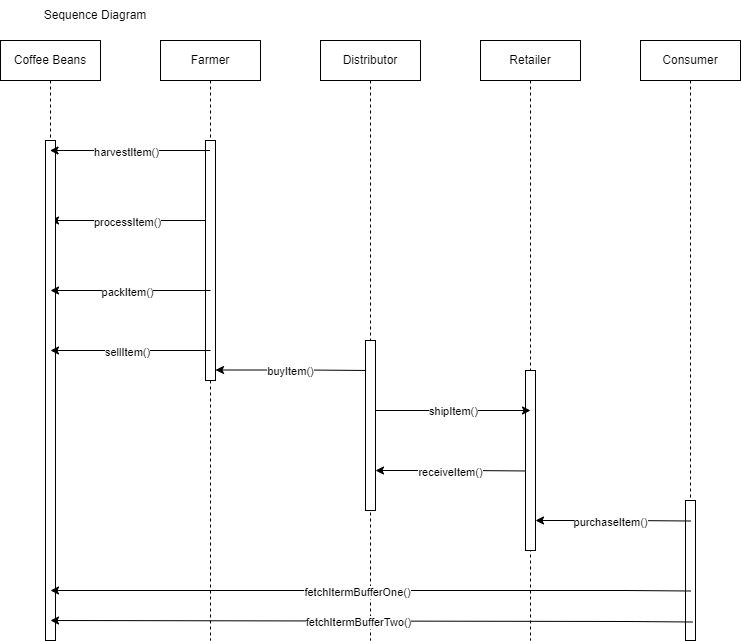 Sequence Diagram
Coffee Beans
Farmer
Distributor
Retailer
Consumer
harvestItem()
processItem()
packItem()
sellItem()
buyItem()
shipItem()
receiveItem()
purchaseItem()
fetchItermBufferOne()
fetchItermBufferTwo()